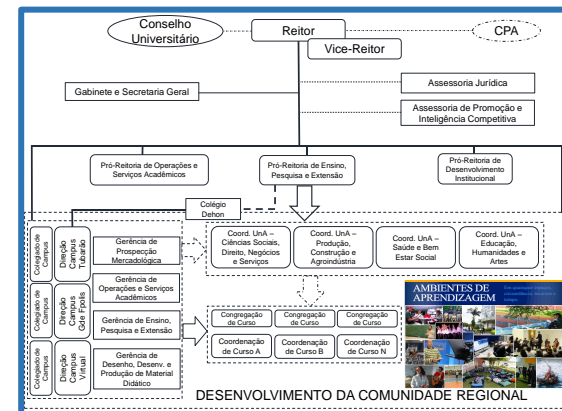 Conselho
Universitário
Reitor
Vice-Reitor
CPA
Gabinete e Secretaria Geral
Assessoria Jurídica
Assessoria de Promoção e
Inteligência Competitiva
Pró-Reitoria de Operações e
Serviços Acadêmicos
Pró-Reitoria de Ensino,
Pesquisa e Extensão
Pró-Reitoria de
Desenvolvimento
Institucional
Colégio
Dehon
Colegiado de
Campus
Direção
Campus
Tubarão
Gerência de
Prospecção
Mercadológica
Coord. UnA –
Ciências Sociais,
Direito, Negócios
e Serviços
Coord. UnA –
Produção,
Construção e
Agroindústria
Coord. UnA –
Saúde e Bem
Estar Social
Coord. UnA –
Educação,
Humanidades e
Artes
Colegiado de
Campus
Direção
Campus
Gde Fpolis
Gerência de
Operações e Serviços
Acadêmicos
Gerência de Ensino,
Pesquisa e Extensão
Congregação
de Curso
Congregação
de Curso
Congregação
de Curso
Coordenação
de Curso A
Coordenação
de Curso B
Coordenação
de Curso N
Colegiado de
Campus
Direção
Campus
Virtual
Gerência de
Desenho, Desenv. e
Produção de Material
Didático
AMBIENTES DE
APRENDIZAGEM
DESENVOLVIMENTO DA COMUNIDADE REGIONAL